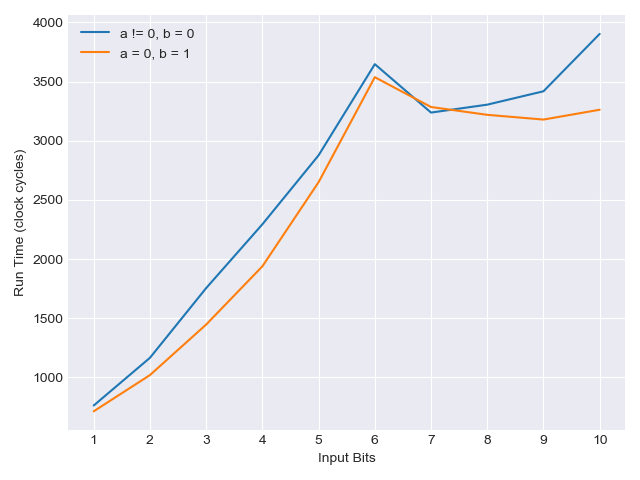 4000
3500
3000
2500
2000
1500
1000
Run Time (clock cycles)
a != 0, b = 0
a = 0, b = 1
1 2 3 4 5 6 7 8 9 10
Input Bits